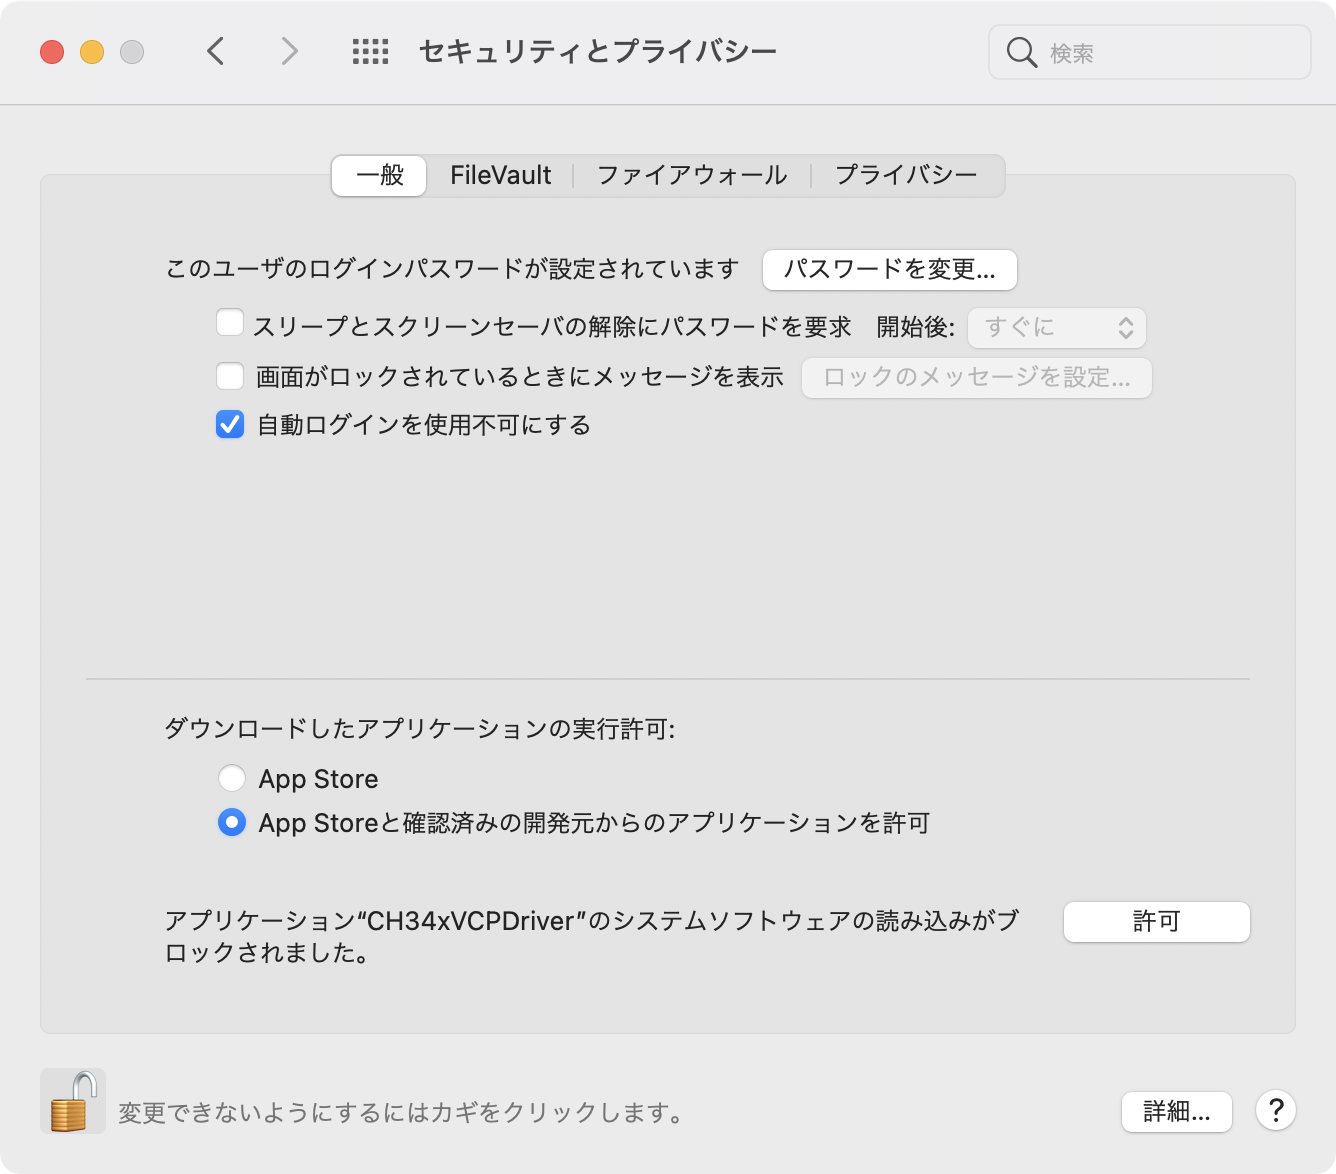 セキュリティとプライバシー
検索
一般 FileVault ファイアウォール プライバシー
このユーザのログインパスワードが設定されています パスワードを変更...
スリープとスクリーンセーバの解除にパスワードを要求 開始後: すぐに
画面がロックされているときにメッセージを表示 ロックのメッセージを設定...
自動ログインを使用不可にする
ダウンロードしたアプリケーションの実行許可:
App Store
App Storeと確認済みの開発元からのアプリケーションを許可
アプリケーション“CH34xVCPDriver”のシステムソフトウェアの読み込みがブ
ロックされました。
許可
変更できないようにするにはカギをクリックします。
詳細... ?